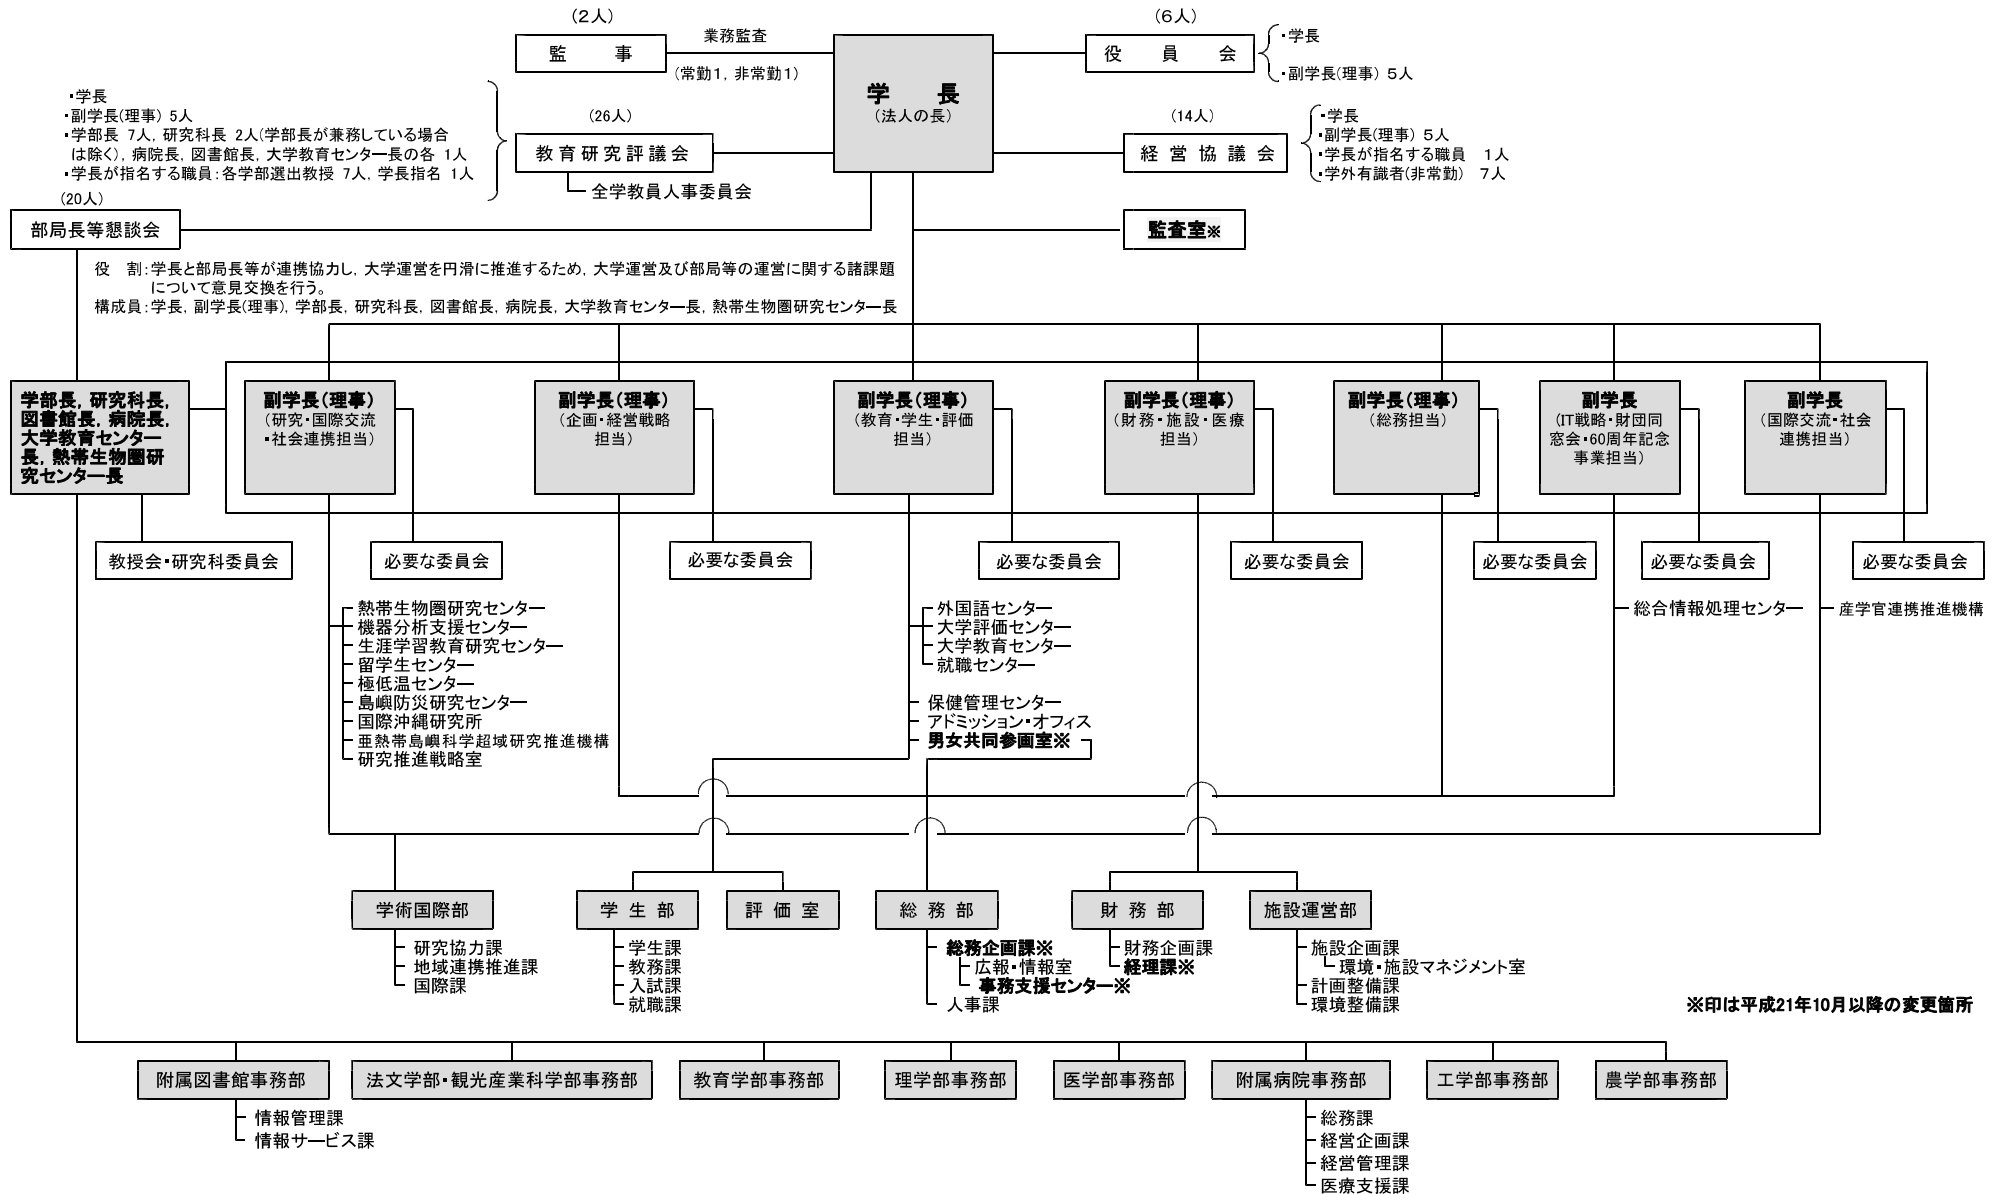 （２人）
監　　事
業務監査
（常勤１，非常勤１）
学　長
（法人の長）
（６人）
役　員　会
・学長
・副学長(理事) ５人
・学長
・副学長(理事) 5人
・学部長 7人，研究科長 2人(学部長が兼務している場合
は除く)，病院長，図書館長，大学教育センター長の各 1人
・学長が指名する職員：各学部選出教授 7人，学長指名 1人
（26人）
教育研究評議会
全学教員人事委員会
（14人）
経 営 協 議 会
・学長
・副学長(理事) ５人
・学長が指名する職員　１人
・学外有識者(非常勤)　７人
（20人）
部局長等懇談会
監査室※
役　割：学長と部局長等が連携協力し，大学運営を円滑に推進するため，大学運営及び部局等の運営に関する諸課題
について意見交換を行う。
構成員：学長，副学長(理事)，学部長，研究科長，図書館長，病院長，大学教育センター長，熱帯生物圏研究センター長
学部長，研究科長，
図書館長，病院長，
大学教育センター
長，熱帯生物圏研
究センター長
副学長（理事）
（研究・国際交流
・社会連携担当）
副学長（理事）
（企画・経営戦略
担当）
副学長（理事）
（教育・学生・評価
担当）
副学長（理事）
（財務・施設・医療
担当）
副学長（理事）
（総務担当）
副学長
（IT戦略・財団同
窓会・60周年記念
事業担当）
副学長
（国際交流・社会
連携担当）
教授会・研究科委員会
必要な委員会
必要な委員会
必要な委員会
必要な委員会
必要な委員会
必要な委員会
必要な委員会
熱帯生物圏研究センター
機器分析支援センター
生涯学習教育研究センター
留学生センター
極低温センター
島嶼防災研究センター
国際沖縄研究所
亜熱帯島嶼科学超域研究推進機構
研究推進戦略室
外国語センター
大学評価センター
大学教育センター
就職センター
保健管理センター
アドミッション・オフィス
男女共同参画室※
総合情報処理センター
産学官連携推進機構
学術国際部
研究協力課
地域連携推進課
国際課
学 生 部
学生課
教務課
入試課
就職課
評 価 室
総 務 部
総務企画課※
広報・情報室
事務支援センター※
人事課
財 務 部
財務企画課
経理課※
施設運営部
施設企画課
環境・施設マネジメント室
計画整備課
環境整備課
※印は平成21年10月以降の変更箇所
附属図書館事務部
情報管理課
情報サービス課
法文学部・観光産業科学部事務部
教育学部事務部
理学部事務部
医学部事務部
附属病院事務部
総務課
経営企画課
経営管理課
医療支援課
工学部事務部
農学部事務部